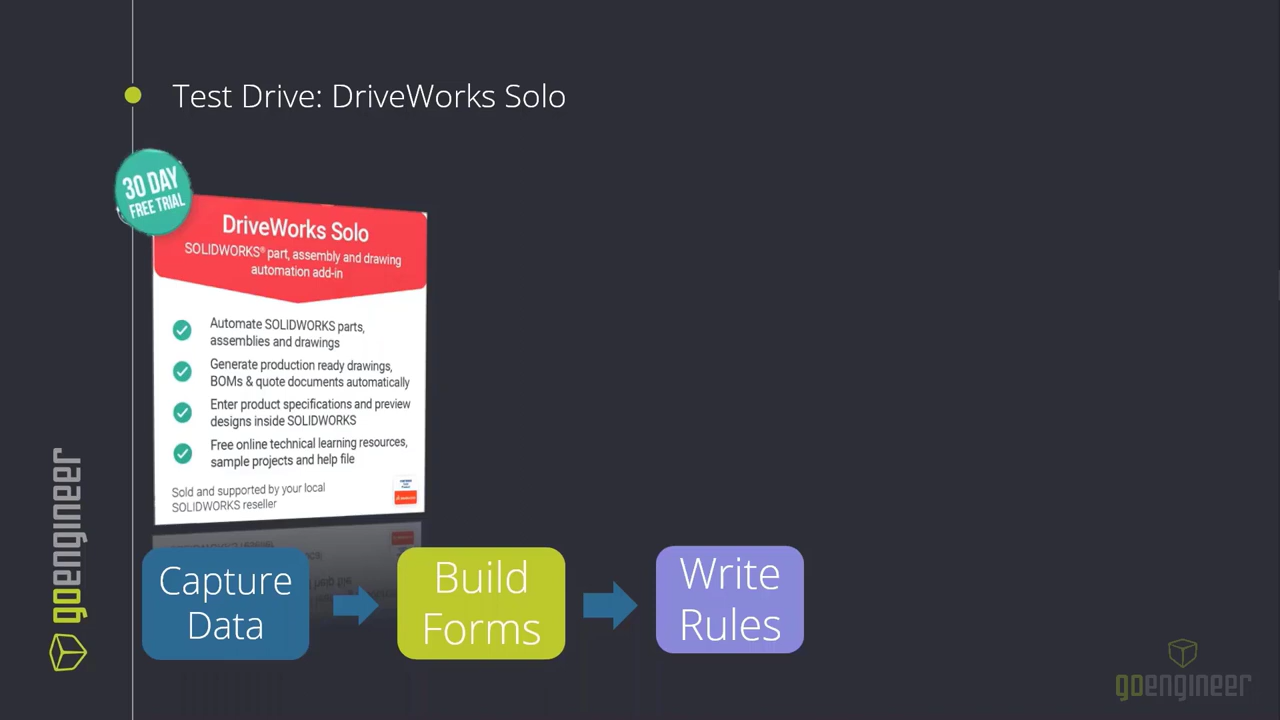 Test Drive: DriveWorks Solo
30 DAY
FREE TRIAL
DriveWorks Solo
SOLIDWORKS® part, assembly and drawing
automation add-in
Automate SOLIDWORKS parts,
assemblies and drawings
Generate production ready drawings,
BOMs & quote documents automatically
Enter product specifications and preview
designs inside SOLIDWORKS
Free online technical learning resources,
sample projects and help file
Sold and supported by your local
SOLIDWORKS reseller
Capture
Data
Build
Forms
Write
Rules
goengineer
goengineer